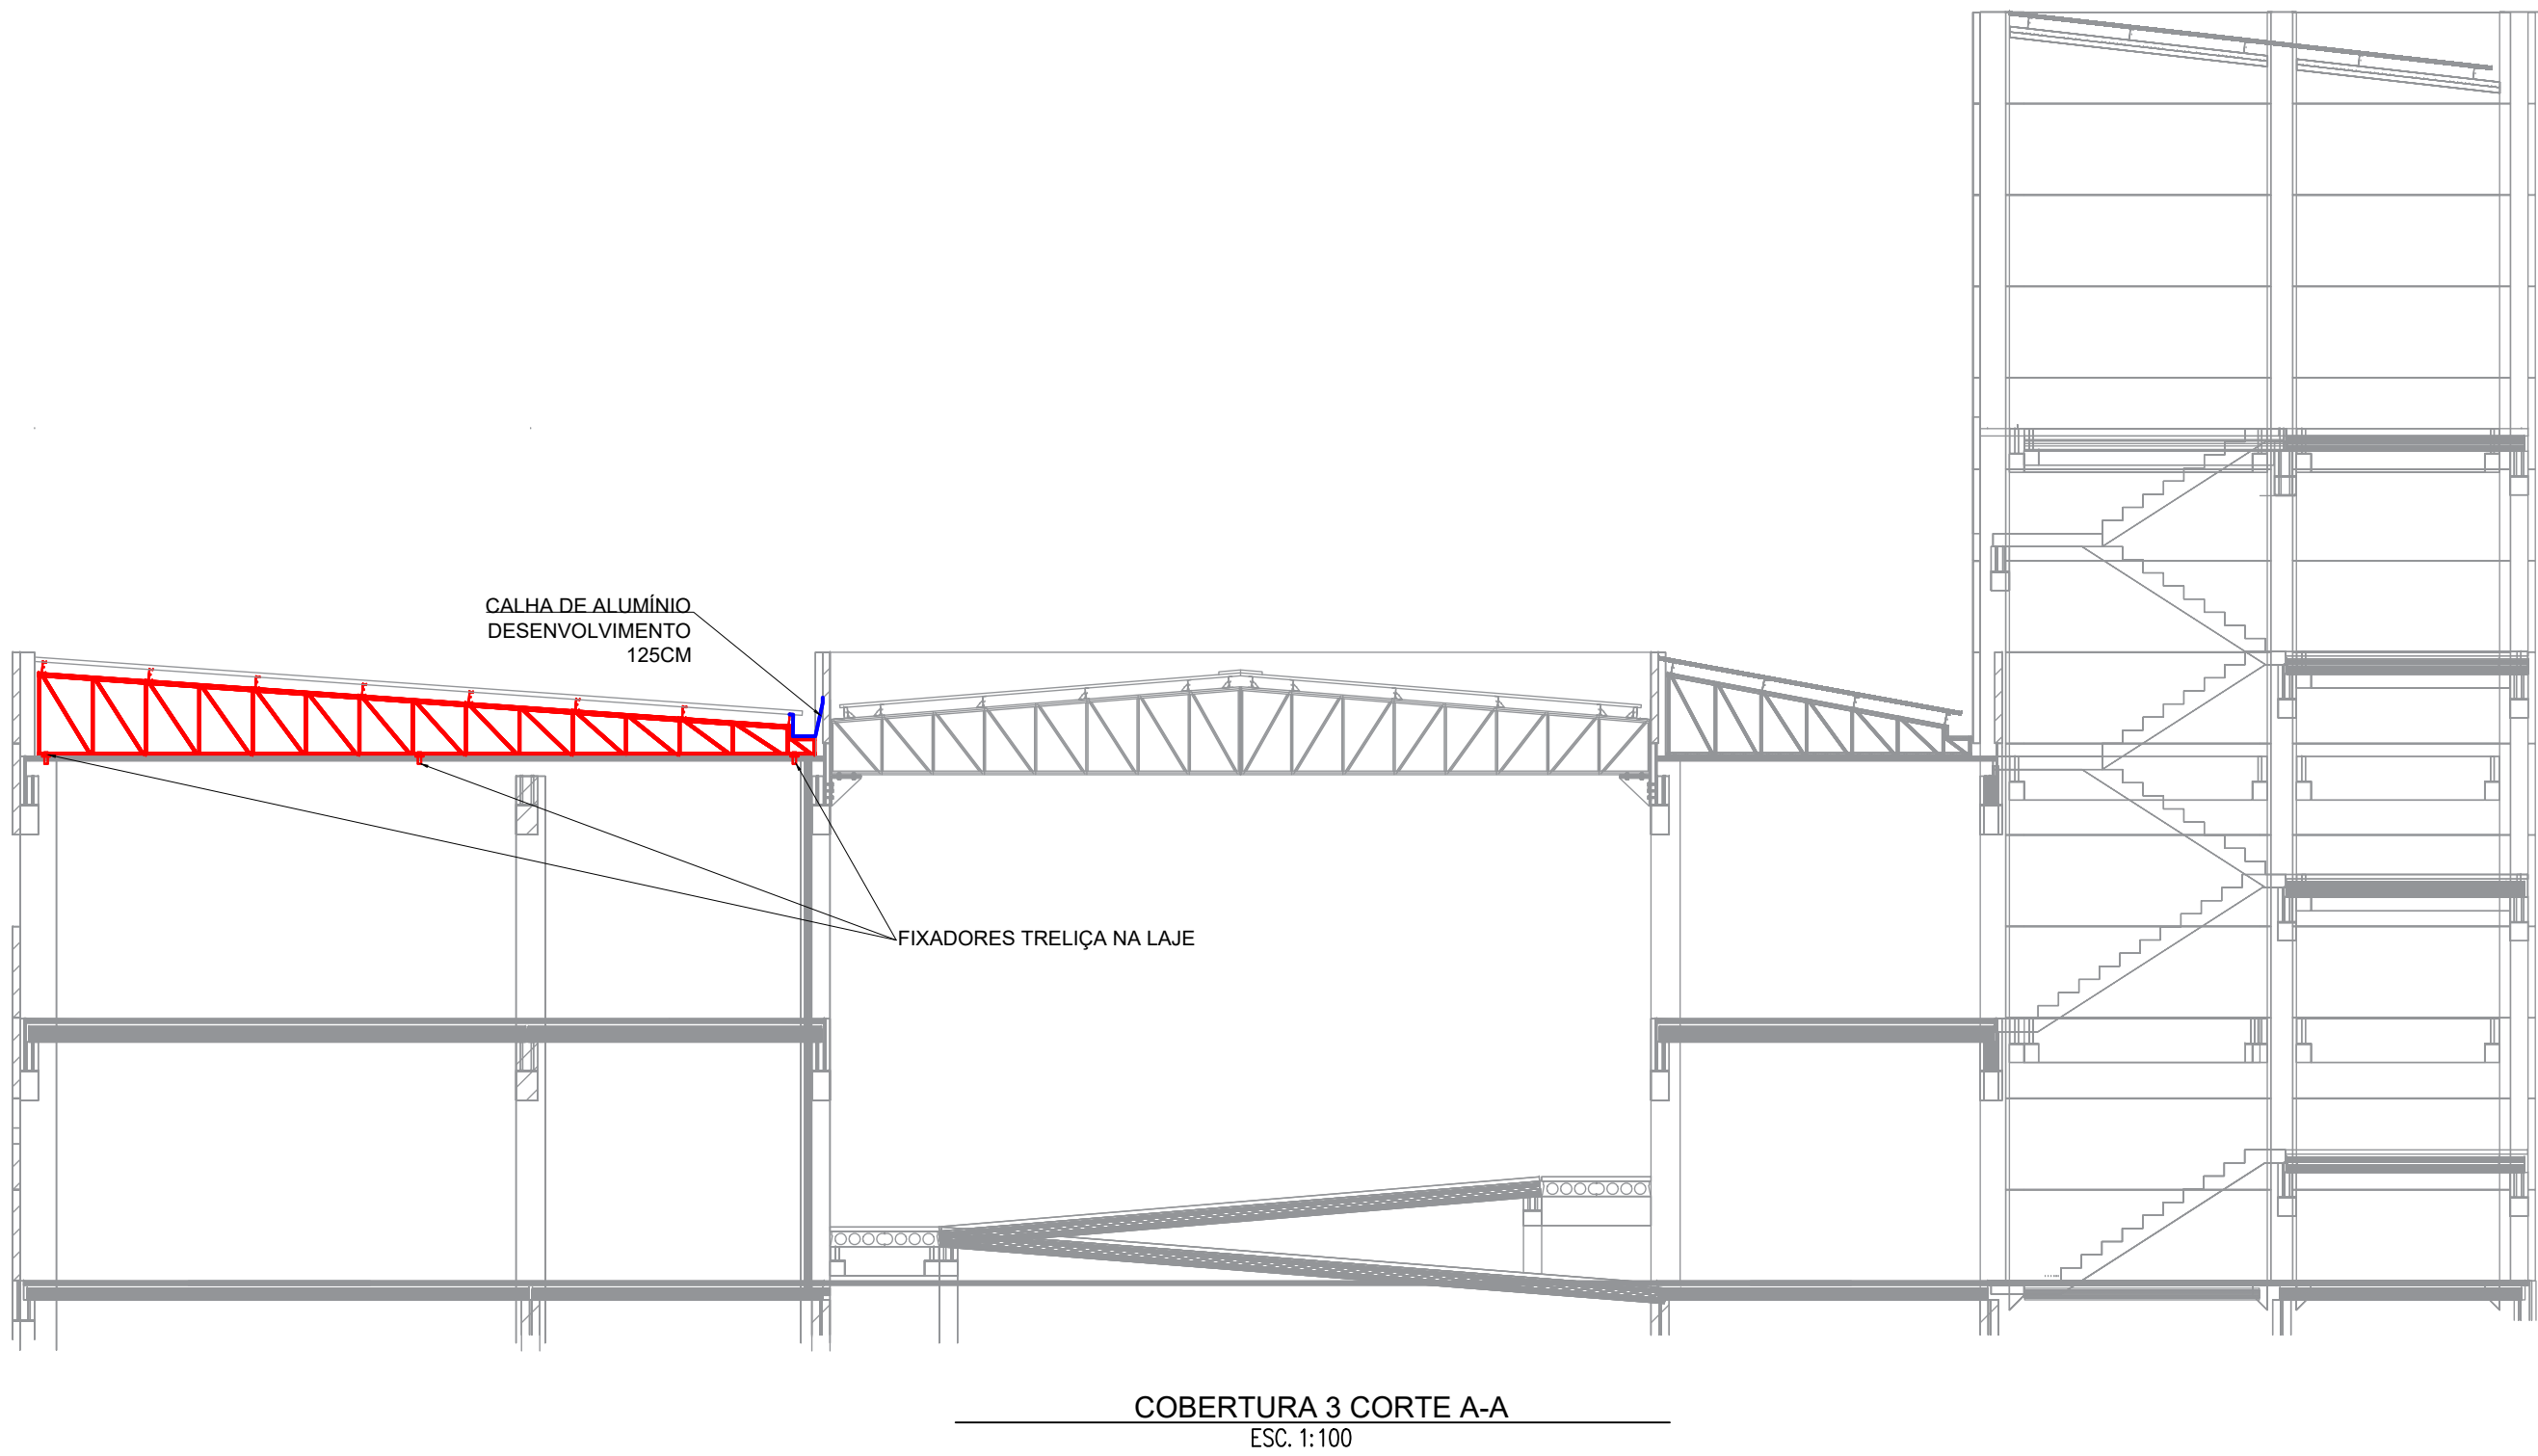 CALHA DE ALUMÍNIO
DESENVOLVIMENTO
125CM
FIXADORES TRELIÇA NA LAJE
COBERTURA 3 CORTE A-A
ESC. 1:100